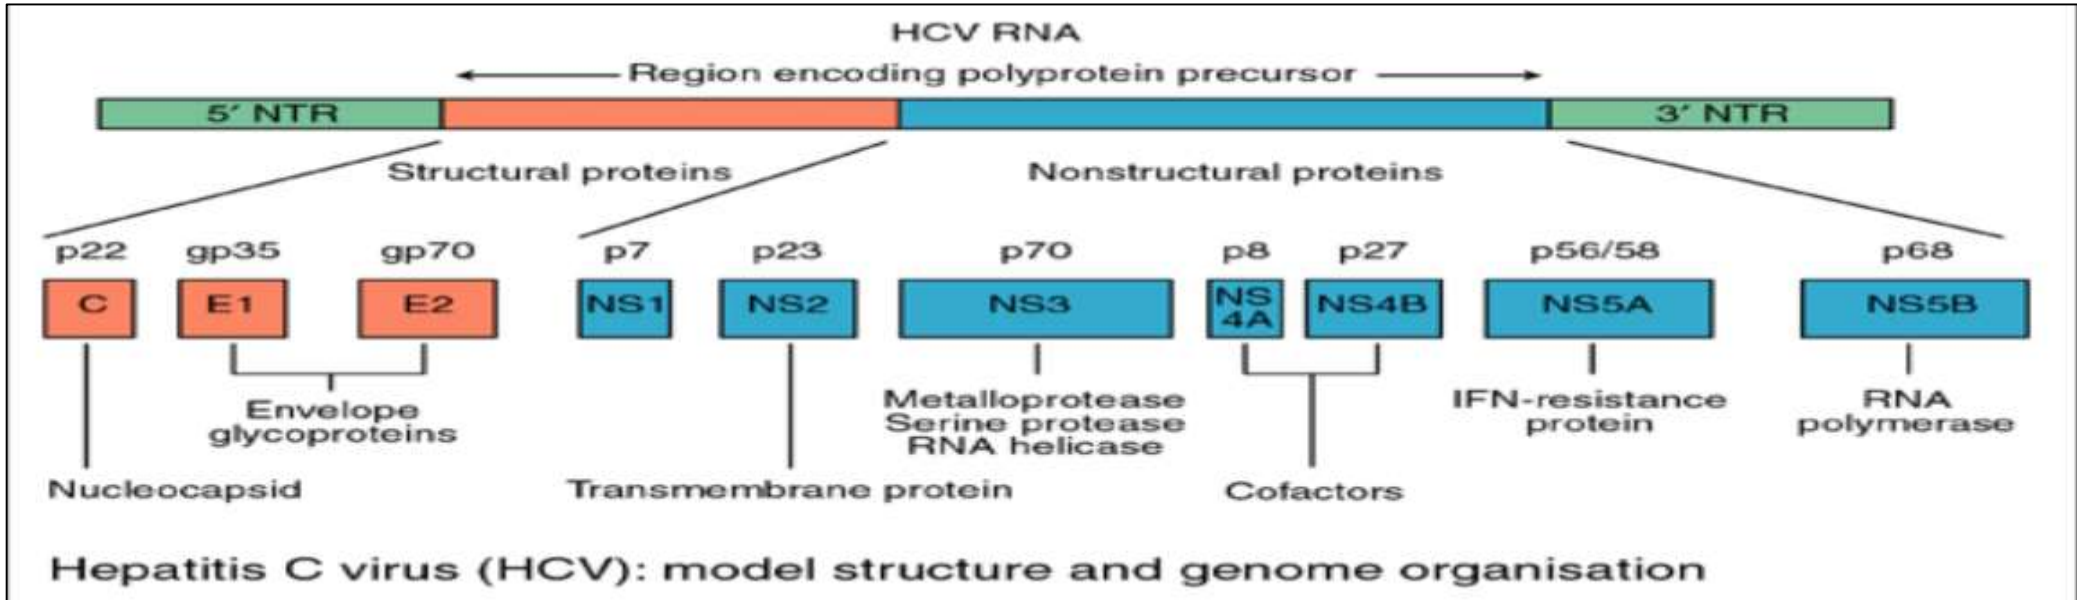 HCV RNA
Region encoding polyprotein precursor
5′ NTR
3′ NTR
Structural proteins
Nonstructural proteins
p22
gp35
gp70
p7
p23
p70
p8
p27
p56/58
p68
C
E1
E2
NS1
NS2
NS3
NS
4A
NS4B
NS5A
NS5B
Envelope
glycoproteins
Metalloprotease
Serine protease
RNA helicase
IFN-resistance
protein
RNA
polymerase
Nucleocapsid
Transmembrane protein
Cofactors
Hepatitis C virus (HCV): model structure and genome organisation